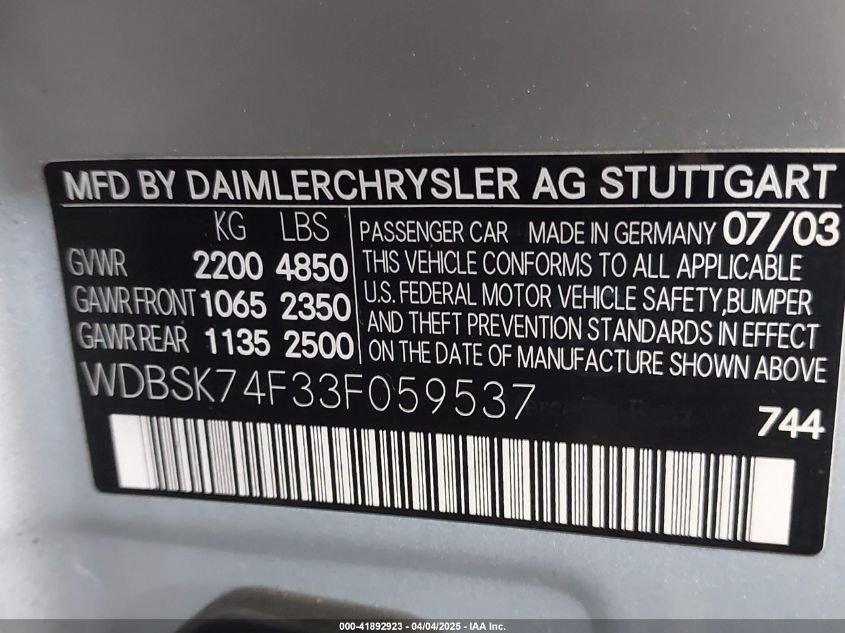 MFD BY DAIMLERCHRYSLER AG STUTTGART
KG LBS
GVWR 2200 4850
GAWR FRONT 1065 2350
GAWR REAR 1135 2500
PASSENGER CAR MADE IN GERMANY 07/03
THIS VEHICLE CONFORMS TO ALL APPLICABLE
U.S. FEDERAL MOTOR VEHICLE SAFETY,BUMPER
AND THEFT PREVENTION STANDARDS IN EFFECT
ON THE DATE OF MANUFACTURE SHOWN ABOVE
WDBSK74F33F059537
744
000-41892923 - 04/04/2025 - IAA Inc.